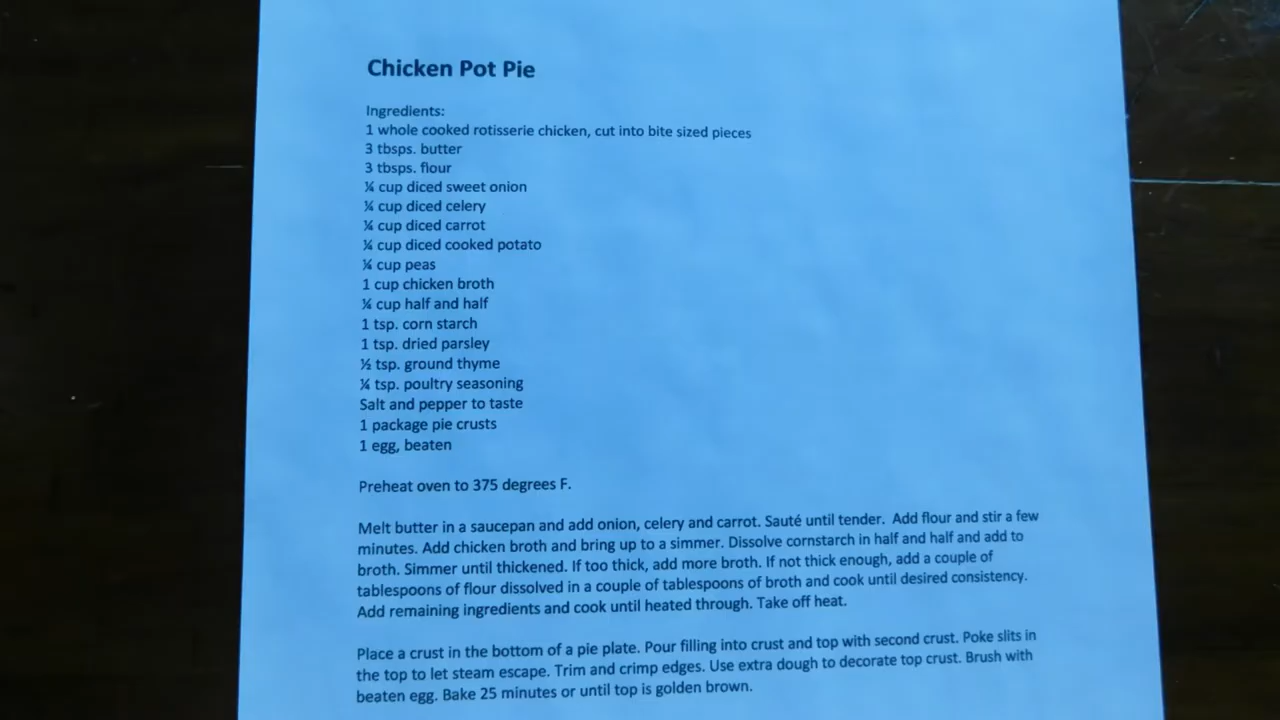 Chicken Pot Pie
Ingredients:
1 whole cooked rotisserie chicken, cut into bite sized pieces
3 tbsps. butter
3 tbsps. flour
¼ cup diced sweet onion
¼ cup diced celery
¼ cup diced carrot
¼ cup diced cooked potato
¼ cup peas
1 cup chicken broth
¼ cup half and half
1 tsp. corn starch
1 tsp. dried parsley
½ tsp. ground thyme
¼ tsp. poultry seasoning
Salt and pepper to taste
1 package pie crusts
1 egg, beaten
Preheat oven to 375 degrees F.
Melt butter in a saucepan and add onion, celery and carrot. Sauté until tender. Add flour and stir a few
minutes. Add chicken broth and bring up to a simmer. Dissolve cornstarch in half and half and add to
broth. Simmer until thickened. If too thick, add more broth. If not thick enough, add a couple of
tablespoons of flour dissolved in a couple of tablespoons of broth and cook until desired consistency.
Add remaining ingredients and cook until heated through. Take off heat.
Place a crust in the bottom of a pie plate. Pour filling into crust and top with second crust. Poke slits in
the top to let steam escape. Trim and crimp edges. Use extra dough to decorate top crust. Brush with
beaten egg. Bake 25 minutes or until top is golden brown.